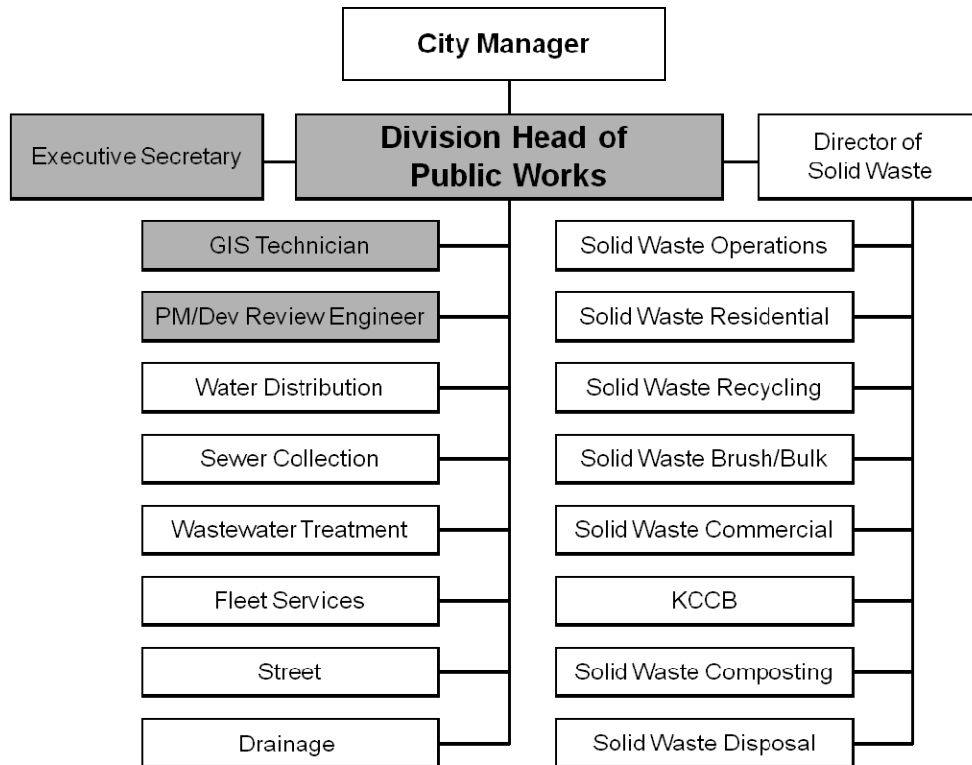 City Manager
Executive Secretary
Division Head of
Public Works
Director of
Solid Waste
GIS Technician
PM/Dev Review Engineer
Water Distribution
Sewer Collection
Wastewater Treatment
Fleet Services
Street
Drainage
Solid Waste Operations
Solid Waste Residential
Solid Waste Recycling
Solid Waste Brush/Bulk
Solid Waste Commercial
KCCB
Solid Waste Composting
Solid Waste Disposal